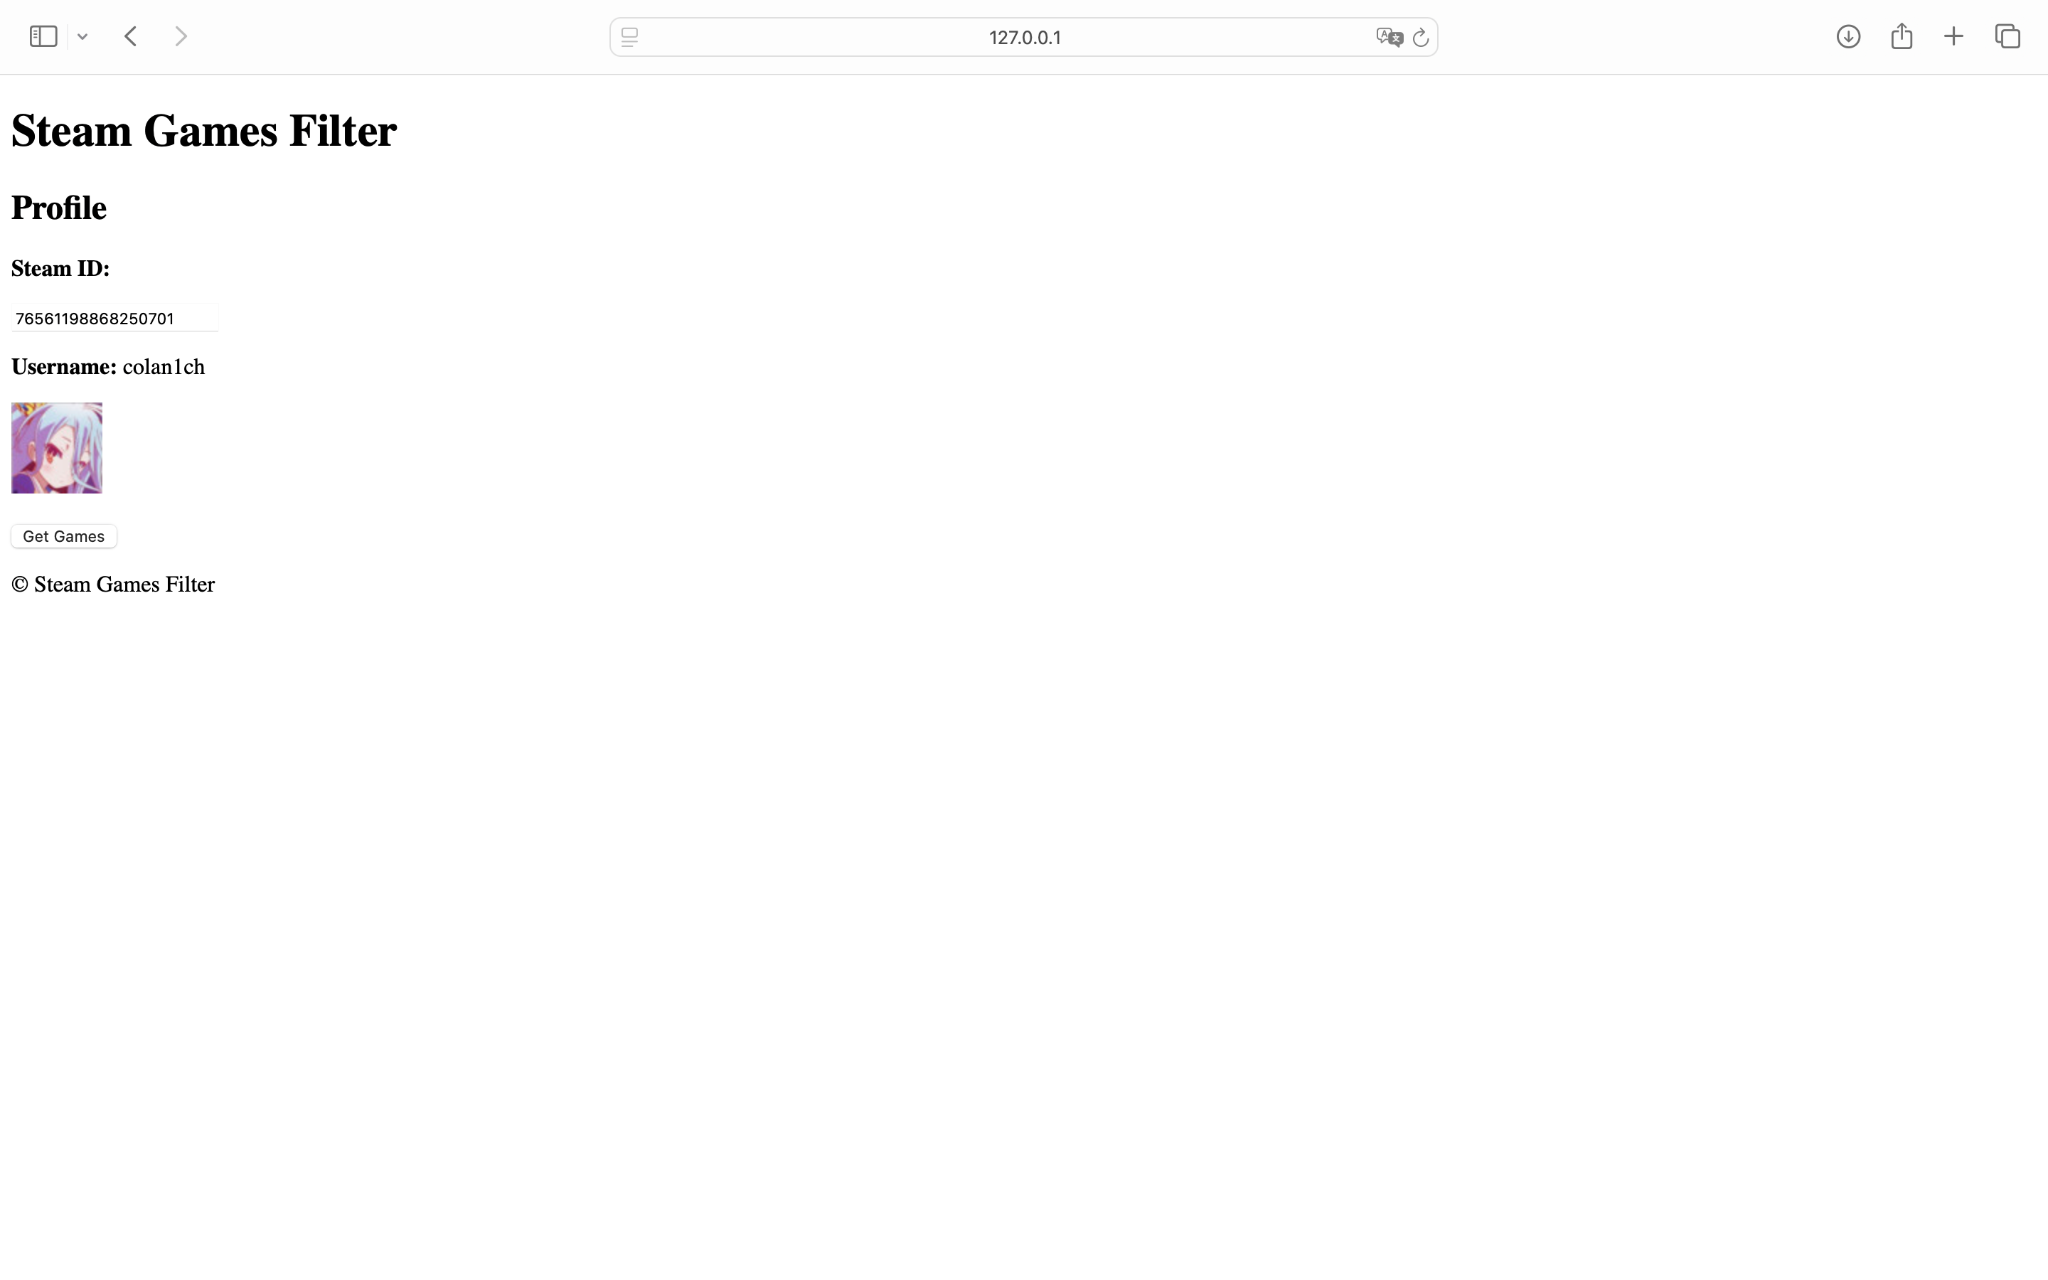 127.0.0.1
Steam Games Filter
Profile
Steam ID:
76561198868250701
Username: colan1ch
Get Games
© Steam Games Filter